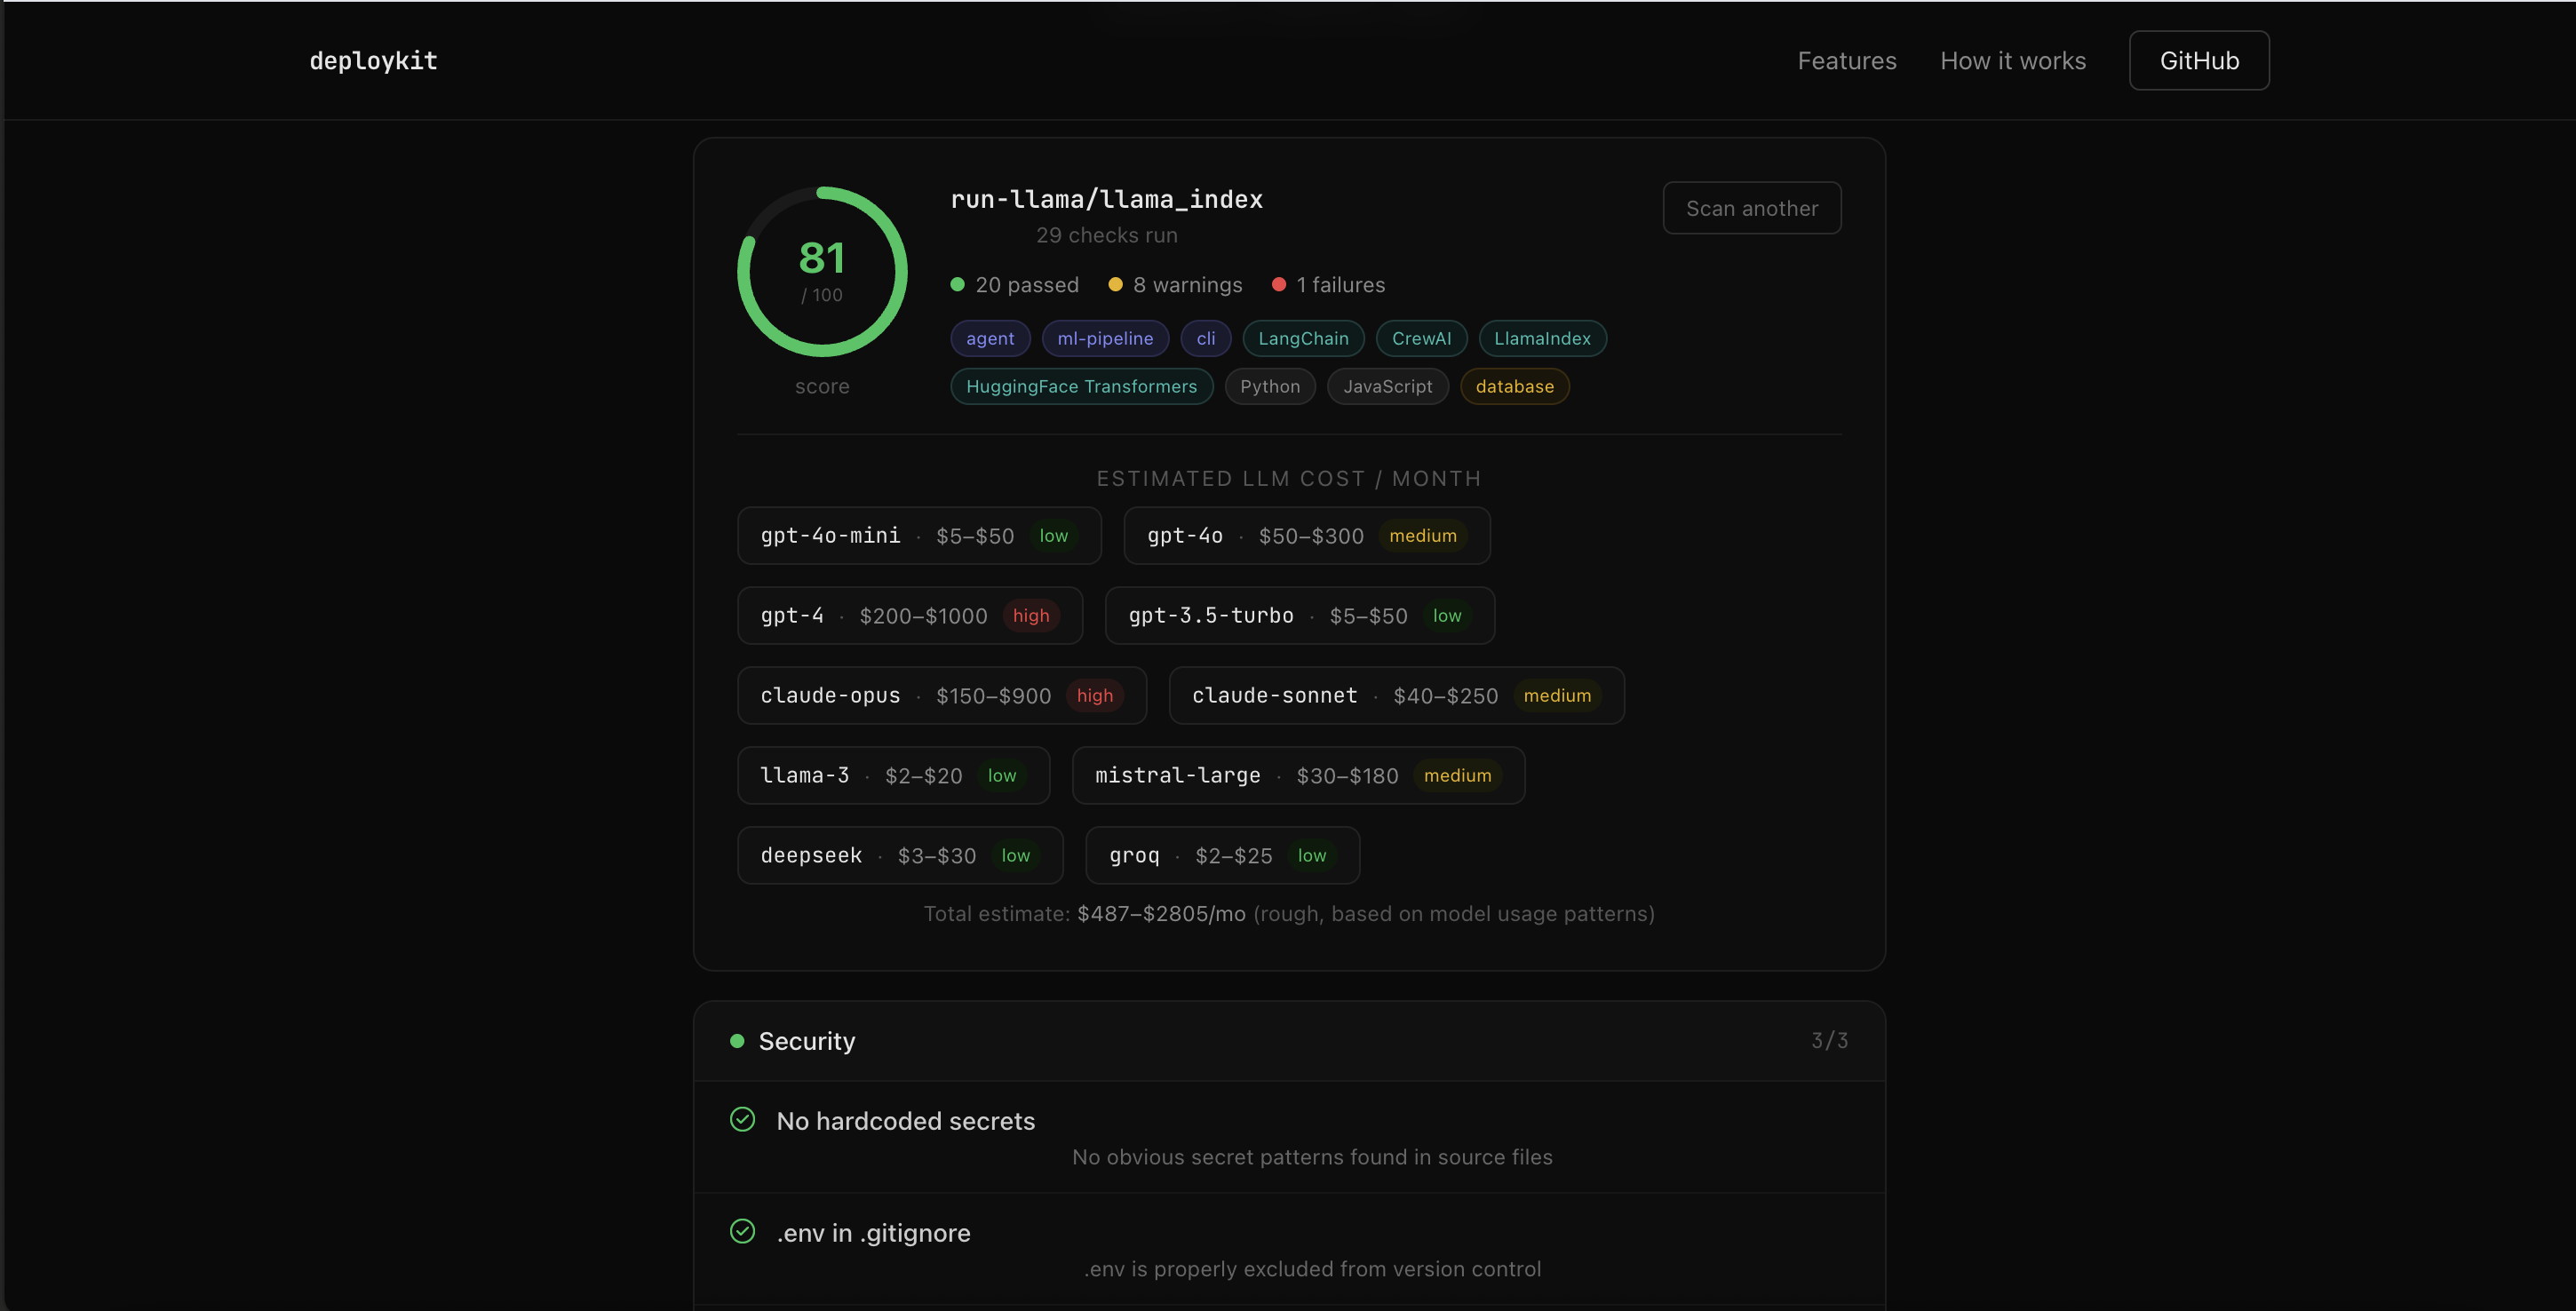 deploykit Features How it works GitHub
81
/ 100
score
run-llama/llama_index
29 checks run
Scan another
20 passed 8 warnings 1 failures
agent ml-pipeline cli LangChain CrewAI LlamaIndex
HuggingFace Transformers Python JavaScript database
ESTIMATED LLM COST / MONTH
gpt-4o-mini · $5–$50 low gpt-4o · $50–$300 medium
gpt-4 · $200–$1000 high gpt-3.5-turbo · $5–$50 low
claude-opus · $150–$900 high claude-sonnet · $40–$250 medium
llama-3 · $2–$20 low mistral-large · $30–$180 medium
deepseek · $3–$30 low groq · $2–$25 low
Total estimate: $487–$2805/mo (rough, based on model usage patterns)
Security 3/3
No hardcoded secrets
No obvious secret patterns found in source files
.env in .gitignore
.env is properly excluded from version control